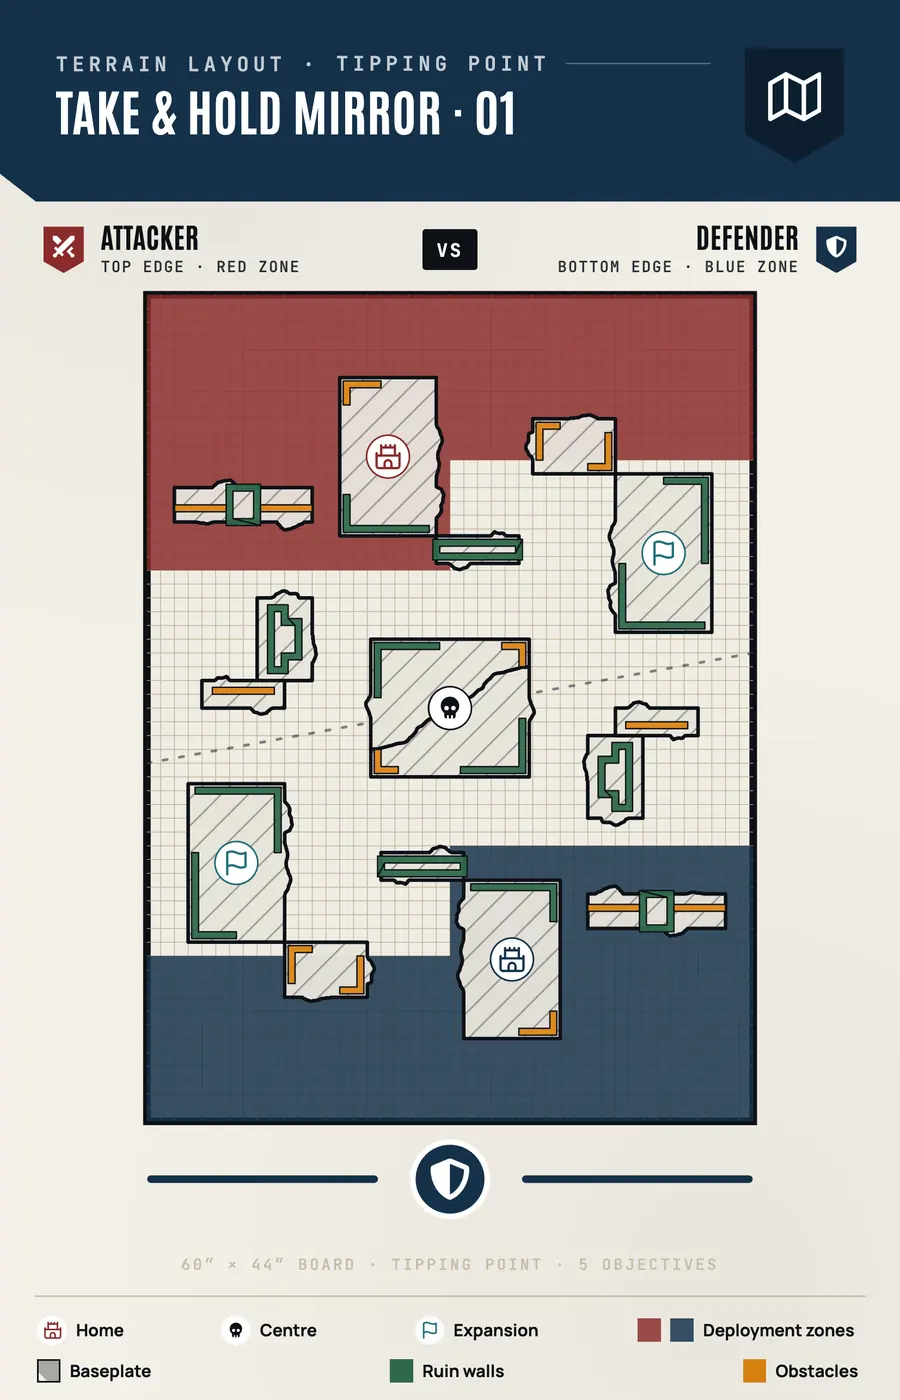 TERRAIN LAYOUT · TIPPING POINT
TAKE & HOLD MIRROR · 01
ATTACKER
TOP EDGE · RED ZONE
VS
DEFENDER
BOTTOM EDGE · BLUE ZONE
60″ × 44″ BOARD · TIPPING POINT · 5 OBJECTIVES
Home
Centre
Expansion
Deployment zones
Baseplate
Ruin walls
Obstacles